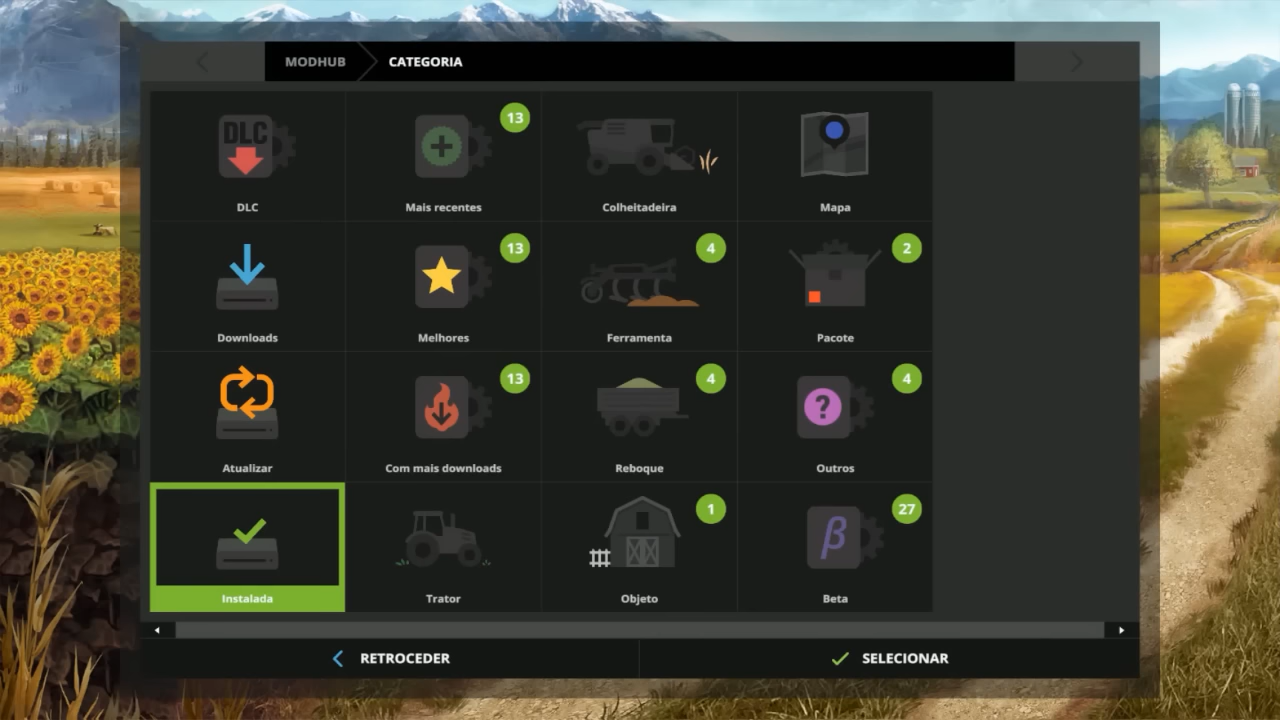 MODHUB
CATEGORIA
DLC
13
DLC
Mais recentes
Colheitadeira
Mapa
13
4
2
Downloads
Melhores
Ferramenta
Pacote
13
4
4
?
Atualizar
Com mais downloads
Reboque
Outros
1
27
β
Instalada
Trator
Objeto
Beta
RETROCEDER
SELECIONAR